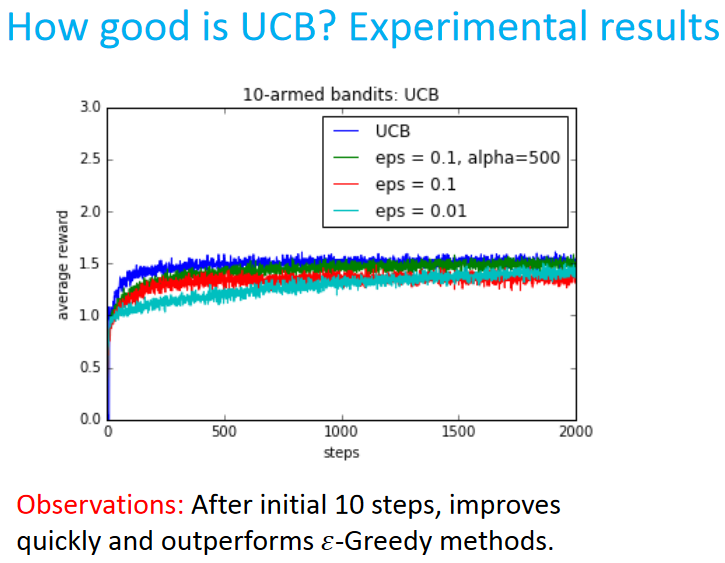 How good is UCB? Experimental results
10-armed bandits: UCB
3.0
2.5
2.0
1.5
1.0
0.5
0.0
average reward
UCB
eps = 0.1, alpha=500
eps = 0.1
eps = 0.01
0 500 1000 1500 2000
steps
Observations: After initial 10 steps, improves
quickly and outperforms ε-Greedy methods.